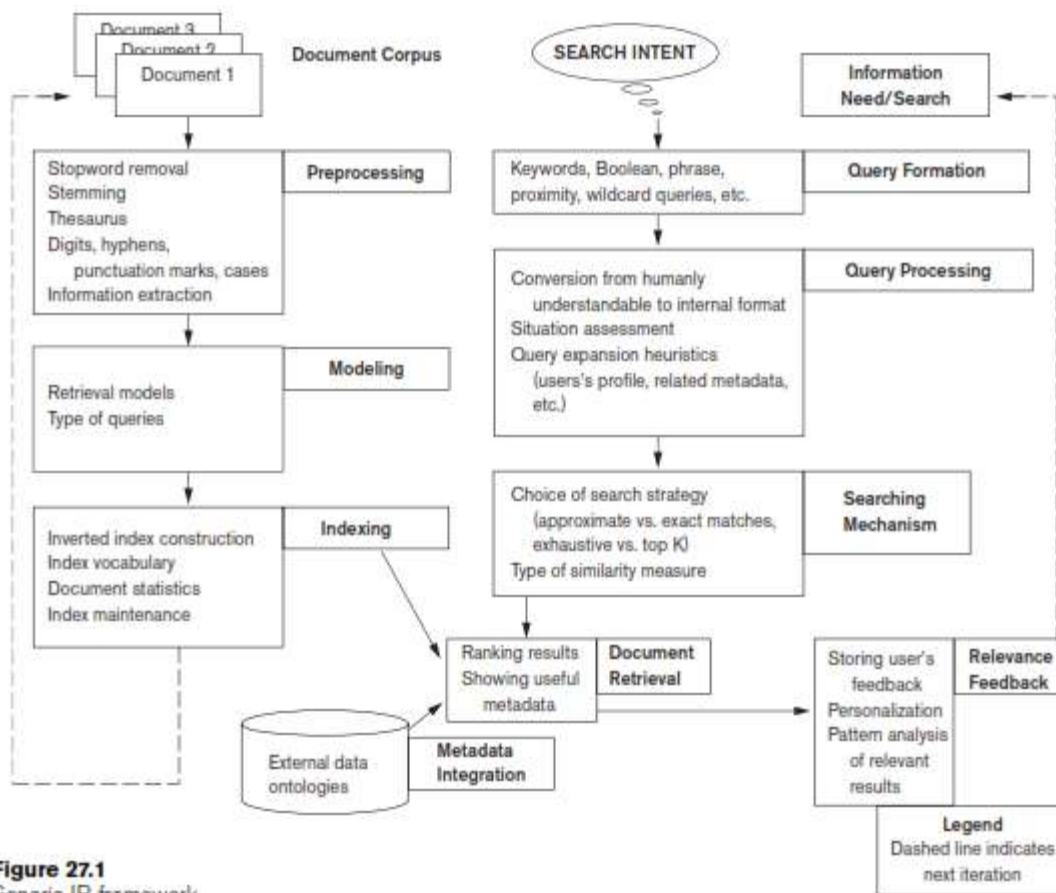 Document 3
Document 2
Document 1
Document Corpus
SEARCH INTENT
Information
Need/Search
Stopword removal
Stemming
Thesaurus
Digits, hyphens,
punctuation marks, cases
Information extraction
Preprocessing
Keywords, Boolean, phrase,
proximity, wildcard queries, etc.
Query Formation
Conversion from humanly
understandable to internal format
Situation assessment
Query expansion heuristics
(users's profile, related metadata,
etc.)
Query Processing
Retrieval models
Type of queries
Modeling
Choice of search strategy
(approximate vs. exact matches,
exhaustive vs. top K)
Type of similarity measure
Searching
Mechanism
Inverted index construction
Index vocabulary
Document statistics
Index maintenance
Indexing
Ranking results
Showing useful
metadata
Document
Retrieval
Storing user's
feedback
Personalization
Pattern analysis
of relevant
results
Relevance
Feedback
External data
ontologies
Metadata
Integration
Legend
Dashed line indicates
next iteration
Figure 27.1
Generic IR framework